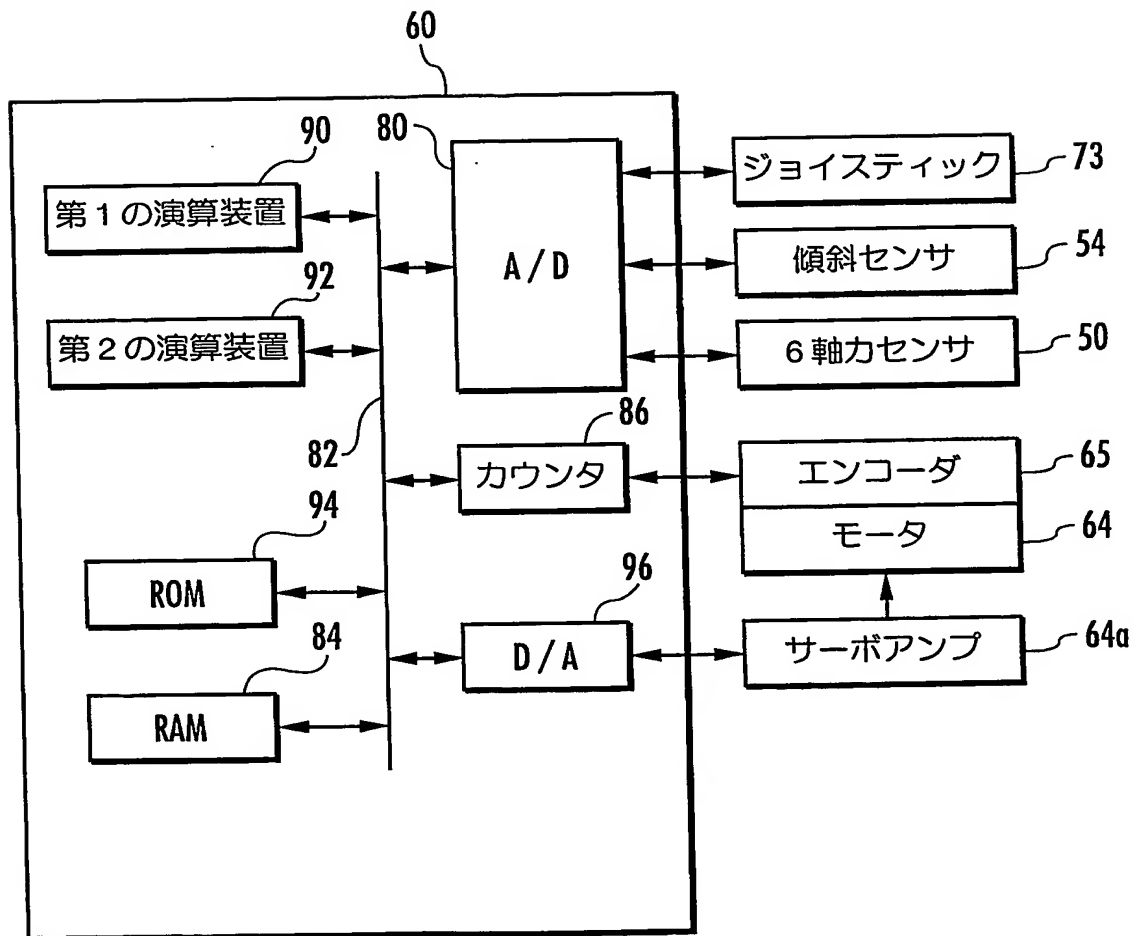 60
90
80
第1の演算装置
A/D
ジョイスティック
73
傾斜センサ
54
92
第2の演算装置
6軸力センサ
50
82
86
カウンタ
エンコーダ
65
モータ
64
94
ROM
96
D/A
サーボアンプ
64a
84
RAM